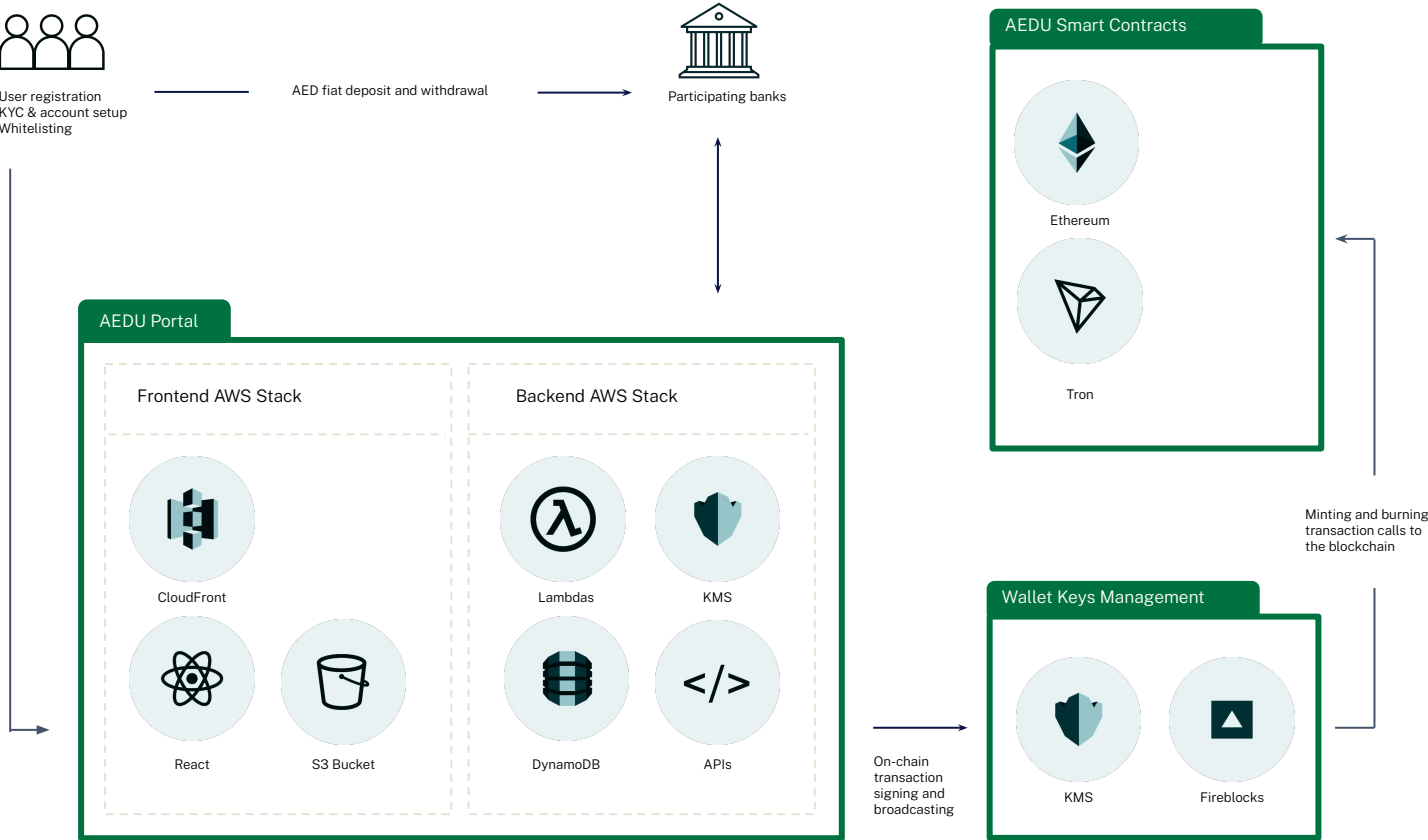 User registration
KYC & account setup
Whitelisting
AED fiat deposit and withdrawal
Participating banks
AEDU Smart Contracts
Ethereum
Tron
AEDU Portal
Frontend AWS Stack
Backend AWS Stack
CloudFront
Lambdas
KMS
React
S3 Bucket
DynamoDB
</>
APIs
On-chain
transaction
signing and
broadcasting
Wallet Keys Management
KMS
Fireblocks
Minting and burning
transaction calls to
the blockchain